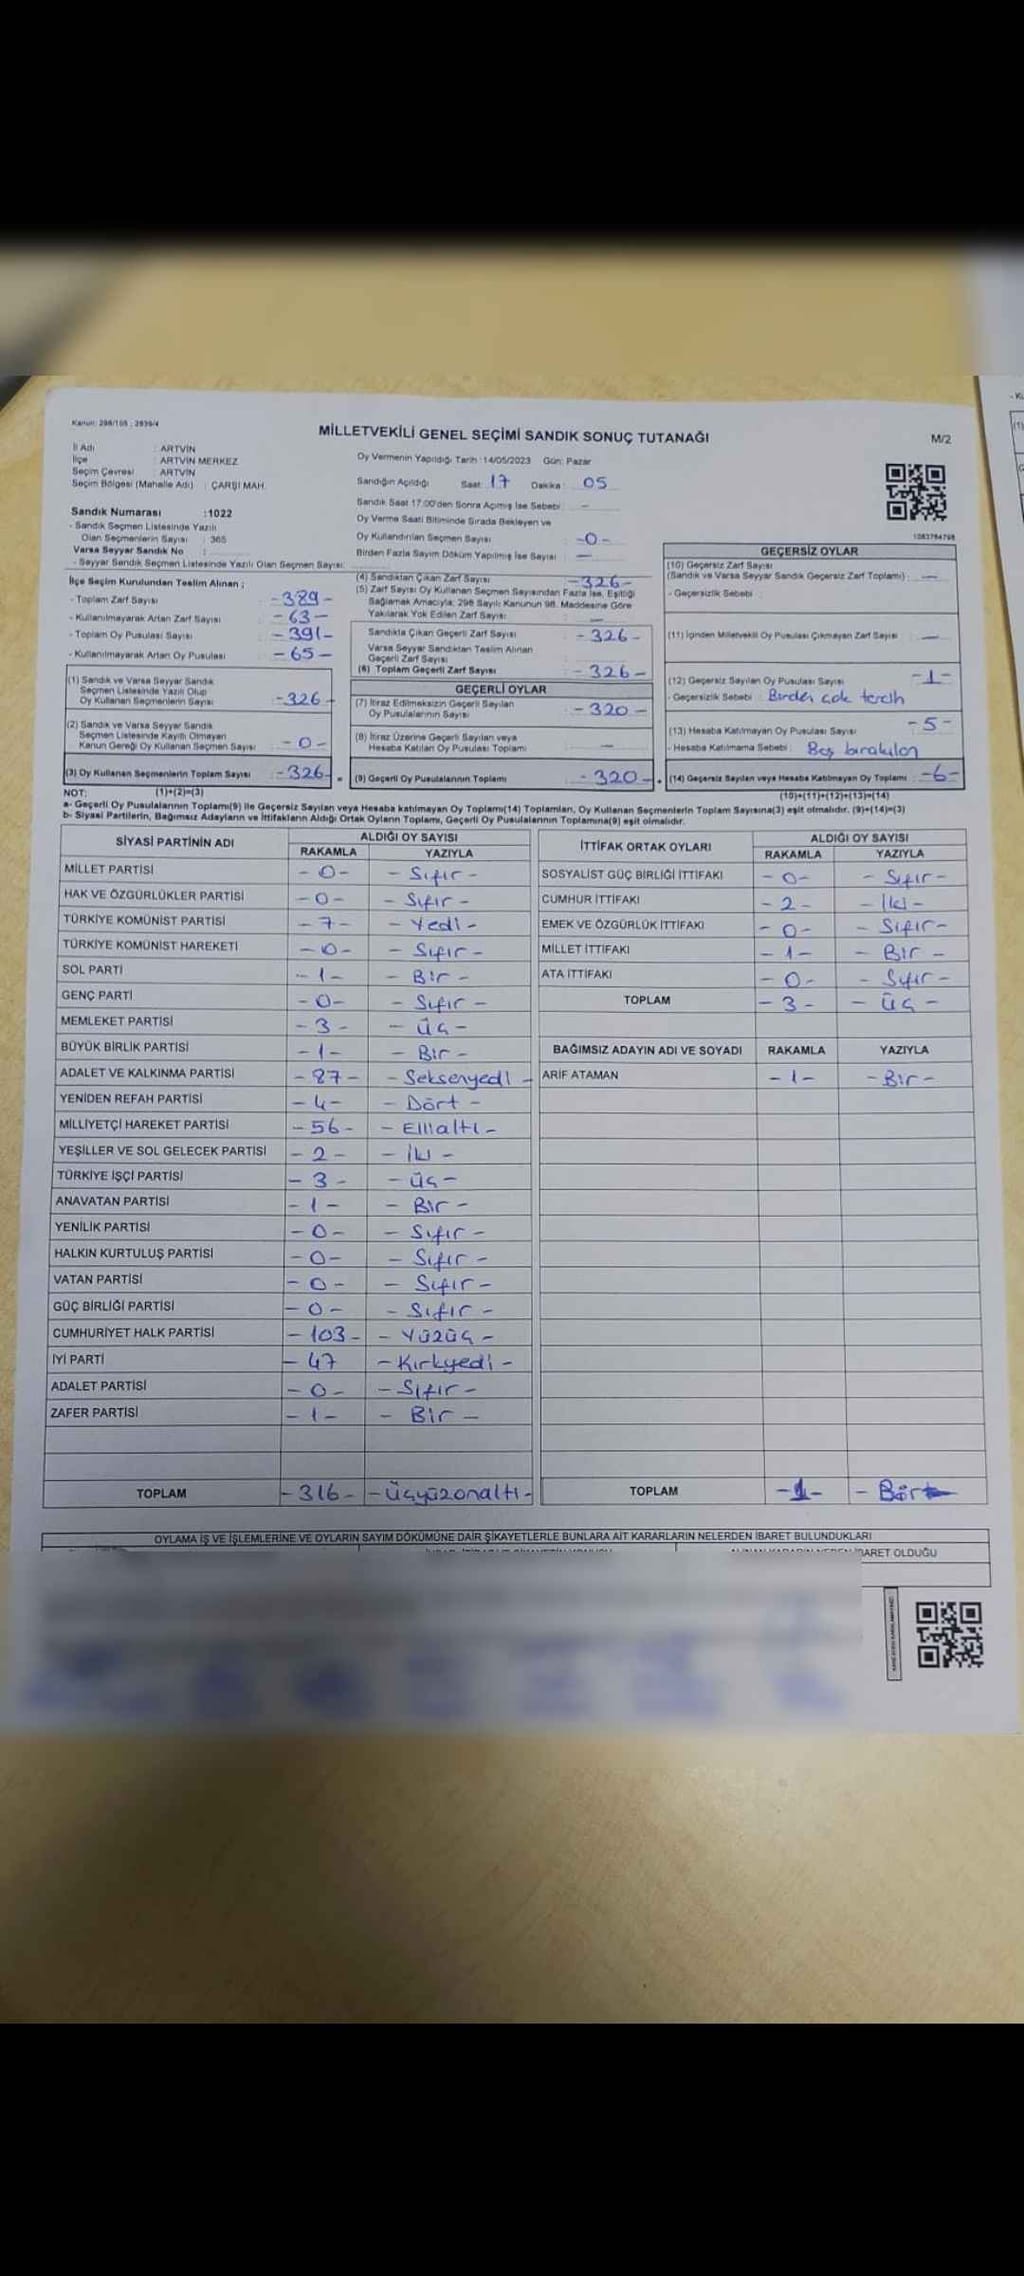 Kanun: 298/105 ; 2839/4
MİLLETVEKİLİ GENEL SEÇİMİ SANDIK SONUÇ TUTANAĞI
M/2
İl Adı : ARTVİN
İlçe : ARTVİN MERKEZ
Seçim Çevresi : ARTVİN
Seçim Bölgesi (Mahalle Adı) : ÇARŞI MAH.
Oy Vermenin Yapıldığı Tarih : 14/05/2023 Gün: Pazar
Sandığın Açıldığı Saat 17 Dakika : 05
Sandık Saat 17:00'den Sonra Açılmış İse Sebebi : -
Oy Verme Saati Bitiminde Sırada Bekleyen ve
Oy Kullandırılan Seçmen Sayısı : -0-
Birden Fazla Sayım Döküm Yapılmış İse Sayısı : -
1083764798
Sandık Numarası :1022
- Sandık Seçmen Listesinde Yazılı
Olan Seçmenlerin Sayısı : 365
Varsa Seyyar Sandık No :
- Seyyar Sandık Seçmen Listesinde Yazılı Olan Seçmen Sayısı:
İlçe Seçim Kurulundan Teslim Alınan ;
- Toplam Zarf Sayısı : -389-
- Kullanılmayarak Artan Zarf Sayısı : -63-
- Toplam Oy Pusulası Sayısı : -391-
- Kullanılmayarak Artan Oy Pusulası : -65-
(1) Sandık ve Varsa Seyyar Sandık
Seçmen Listesinde Yazılı Olup
Oy Kullanan Seçmenlerin Sayısı : -326-
(2) Sandık ve Varsa Seyyar Sandık
Seçmen Listesinde Kayıtlı Olmayan
Kanun Gereği Oy Kullanan Seçmen Sayısı : -0-
(3) Oy Kullanan Seçmenlerin Toplam Sayısı : -326-
(4) Sandıktan Çıkan Zarf Sayısı : -326-
(5) Zarf Sayısı Oy Kullanan Seçmen Sayısından Fazla İse, Eşitliği
Sağlamak Amacıyla; 298 Sayılı Kanunun 98. Maddesine Göre
Yakılarak Yok Edilen Zarf Sayısı : -
Sandıkta Çıkan Geçerli Zarf Sayısı : -326-
Varsa Seyyar Sandıktan Teslim Alınan
Geçerli Zarf Sayısı :
(6) Toplam Geçerli Zarf Sayısı : -326-
GEÇERLİ OYLAR
(7) İtiraz Edilmeksizin Geçerli Sayılan
Oy Pusulalarının Sayısı : -320-
(8) İtiraz Üzerine Geçerli Sayılan veya
Hesaba Katılan Oy Pusulası Toplamı : -
(9) Geçerli Oy Pusulalarının Toplamı : -320-
GEÇERSİZ OYLAR
(10) Geçersiz Zarf Sayısı
(Sandık ve Varsa Seyyar Sandık Geçersiz Zarf Toplamı) : -
- Geçersizlik Sebebi :
(11) İçinden Milletvekili Oy Pusulası Çıkmayan Zarf Sayısı : -
(12) Geçersiz Sayılan Oy Pusulası Sayısı : -1-
- Geçersizlik Sebebi : Birden çok tercih
(13) Hesaba Katılmayan Oy Pusulası Sayısı : -5-
- Hesaba Katılmama Sebebi : Boş bırakılan
(14) Geçersiz Sayılan veya Hesaba Katılmayan Oy Toplamı : -6-
NOT: (1)+(2)=(3)
(10)+(11)+(12)+(13)=(14)
a- Geçerli Oy Pusulalarının Toplamı(9) ile Geçersiz Sayılan veya Hesaba katılmayan Oy Toplamı(14) Toplamları, Oy Kullanan Seçmenlerin Toplam Sayısına(3) eşit olmalıdır. (9)+(14)=(3)
b- Siyasi Partilerin, Bağımsız Adayların ve İttifakların Aldığı Ortak Oyların Toplamı, Geçerli Oy Pusulalarının Toplamına(9) eşit olmalıdır.
SİYASİ PARTİNİN ADI ALDIĞI OY SAYISI
RAKAMLA YAZIYLA
MİLLET PARTİSİ -0- -Sıfır-
HAK VE ÖZGÜRLÜKLER PARTİSİ -0- -Sıfır-
TÜRKİYE KOMÜNİST PARTİSİ -7- -Yedi-
TÜRKİYE KOMÜNİST HAREKETİ -0- -Sıfır-
SOL PARTİ -1- -Bir-
GENÇ PARTİ -0- -Sıfır-
MEMLEKET PARTİSİ -3- -Üç-
BÜYÜK BİRLİK PARTİSİ -1- -Bir-
ADALET VE KALKINMA PARTİSİ -87- -Seksenyedi-
YENİDEN REFAH PARTİSİ -4- -Dört-
MİLLİYETÇİ HAREKET PARTİSİ -56- -Ellialtı-
YEŞİLLER VE SOL GELECEK PARTİSİ -2- -İki-
TÜRKİYE İŞÇİ PARTİSİ -3- -Üç-
ANAVATAN PARTİSİ -1- -Bir-
YENİLİK PARTİSİ -0- -Sıfır-
HALKIN KURTULUŞ PARTİSİ -0- -Sıfır-
VATAN PARTİSİ -0- -Sıfır-
GÜÇ BİRLİĞİ PARTİSİ -0- -Sıfır-
CUMHURİYET HALK PARTİSİ -103- -Yüzüç-
İYİ PARTİ -47 -Kırkyedi-
ADALET PARTİSİ -0- -Sıfır-
ZAFER PARTİSİ -1- -Bir-
TOPLAM -316- -Üçyüzonaltı-
İTTİFAK ORTAK OYLARI ALDIĞI OY SAYISI
RAKAMLA YAZIYLA
SOSYALİST GÜÇ BİRLİĞİ İTTİFAKI -0- -Sıfır-
CUMHUR İTTİFAKI -2- -İki-
EMEK VE ÖZGÜRLÜK İTTİFAKI -0- -Sıfır-
MİLLET İTTİFAKI -1- -Bir-
ATA İTTİFAKI -0- -Sıfır-
TOPLAM -3- -Üç-
BAĞIMSIZ ADAYIN ADI VE SOYADI RAKAMLA YAZIYLA
ARİF ATAMAN -1- -Bir-
TOPLAM -1- -Bir-
OYLAMA İŞ VE İŞLEMLERİNE VE OYLARIN SAYIM DÖKÜMÜNE DAİR ŞİKAYETLERLE BUNLARA AİT KARARLARIN NELERDEN İBARET BULUNDUKLARI
OLDUĞU